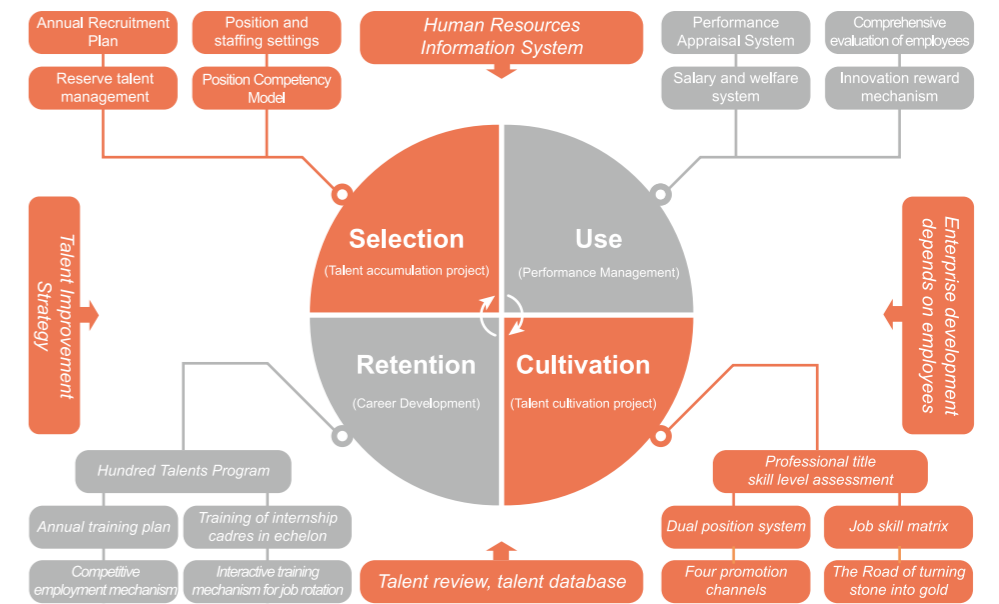 Annual Recruitment
Plan
Position and
staffing settings
Reserve talent
management
Position Competency
Model
Human Resources
Information System
Performance
Appraisal System
Comprehensive
evaluation of employees
Salary and welfare
system
Innovation reward
mechanism
Talent Improvement
Strategy
Selection
(Talent accumulation project)
Use
(Performance Management)
Retention
(Career Development)
Cultivation
(Talent cultivation project)
Enterprise development
depends on employees
Hundred Talents Program
Annual training plan
Training of internship
cadres in echelon
Competitive
employment mechanism
Interactive training
mechanism for job rotation
Talent review, talent database
Professional title
skill level assessment
Dual position system
Job skill matrix
Four promotion
channels
The Road of turning
stone into gold